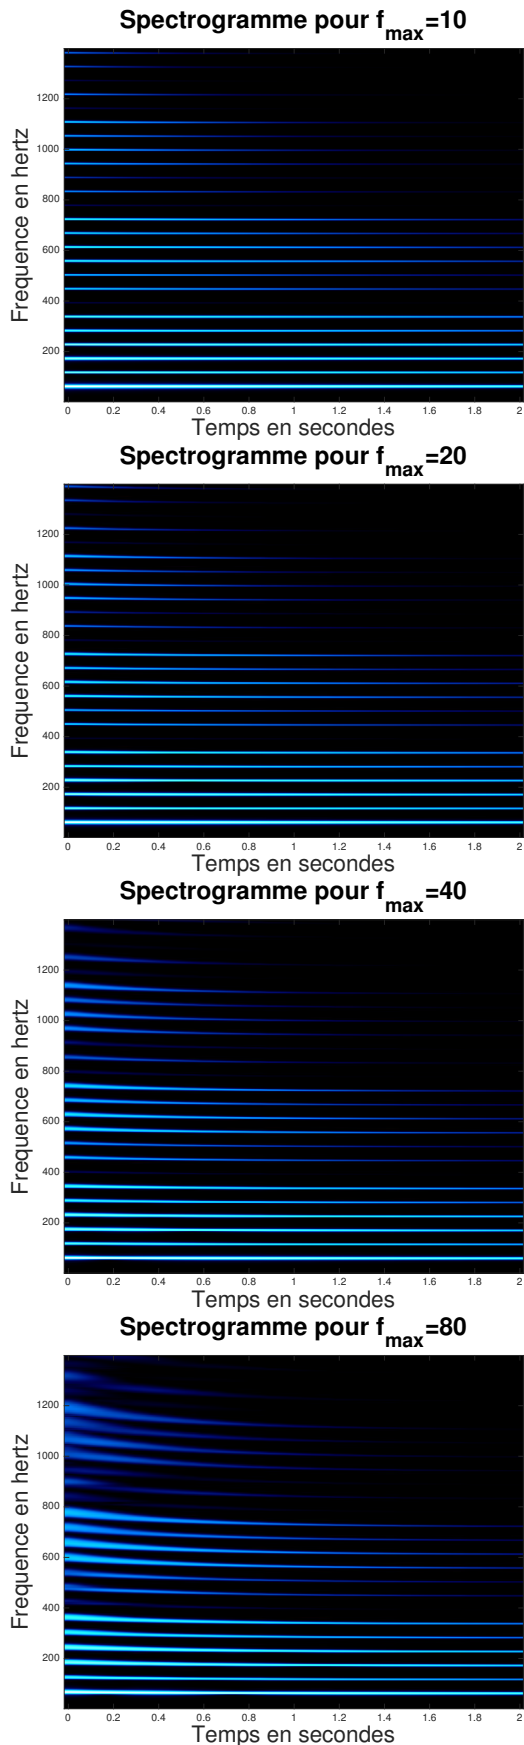 Spectrogramme pour f_max=10
Frequence en hertz
1200
1000
800
600
400
200
0 0.2 0.4 0.6 0.8 1 1.2 1.4 1.6 1.8 2
Temps en secondes
Spectrogramme pour f_max=20
Frequence en hertz
1200
1000
800
600
400
200
0 0.2 0.4 0.6 0.8 1 1.2 1.4 1.6 1.8 2
Temps en secondes
Spectrogramme pour f_max=40
Frequence en hertz
1200
1000
800
600
400
200
0 0.2 0.4 0.6 0.8 1 1.2 1.4 1.6 1.8 2
Temps en secondes
Spectrogramme pour f_max=80
Frequence en hertz
1200
1000
800
600
400
200
0 0.2 0.4 0.6 0.8 1 1.2 1.4 1.6 1.8 2
Temps en secondes